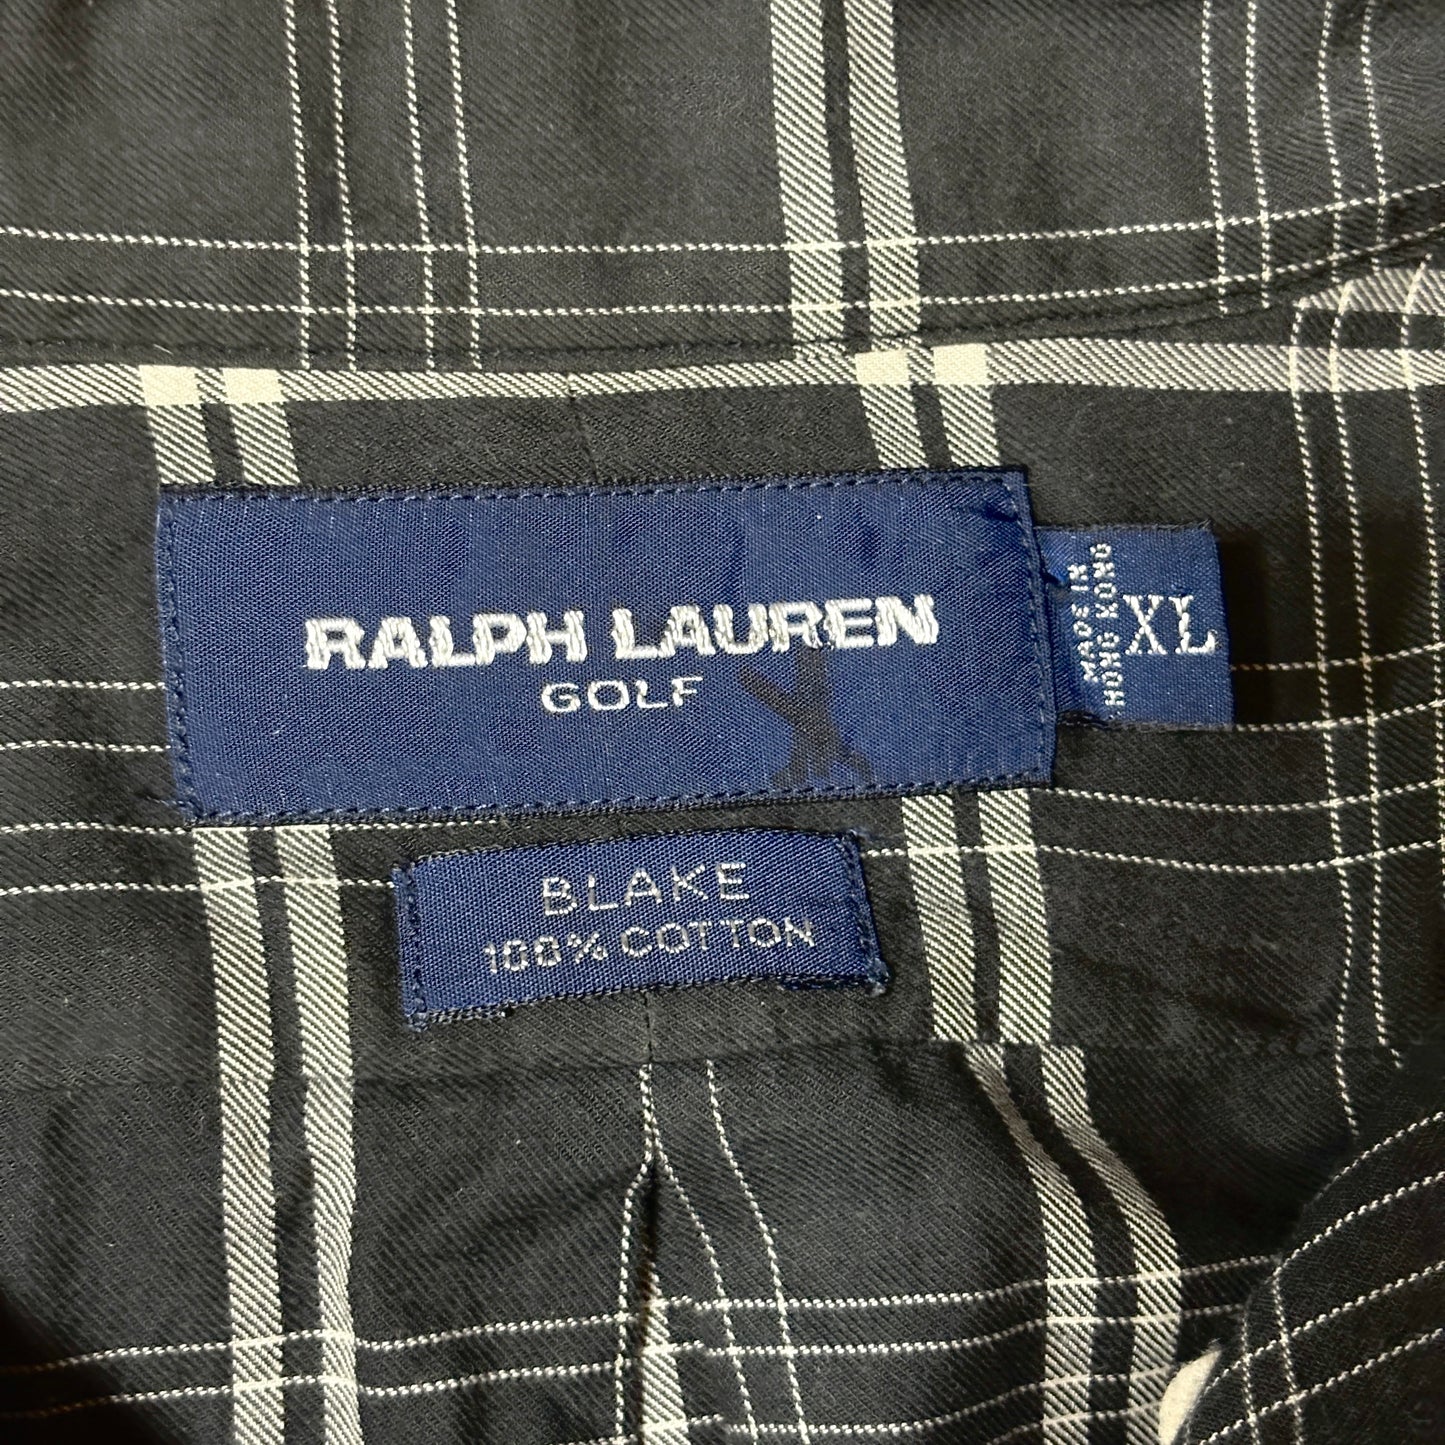 RALPH LAUREN
GOLF
MADE IN
HONG KONG
XL
BLAKE
100% COTTON